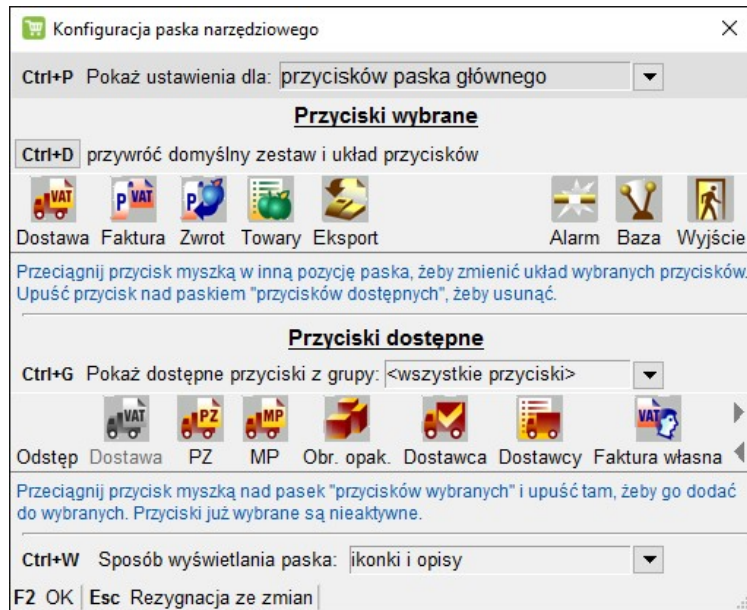 Konfiguracja paska narzędziowego
Ctrl+P Pokaż ustawienia dla: przycisków paska głównego
Przyciski wybrane
Ctrl+D przywróć domyślny zestaw i układ przycisków
VAT P VAT P
Dostawa Faktura Zwrot Towary Eksport Alarm Baza Wyjście
Przeciągnij przycisk myszką w inną pozycję paska, żeby zmienić układ wybranych przycisków.
Upuść przycisk nad paskiem "przycisków dostępnych", żeby usunąć.
Przyciski dostępne
Ctrl+G Pokaż dostępne przyciski z grupy: <wszystkie przyciski>
VAT PZ MP VAT
Odstęp Dostawa PZ MP Obr. opak. Dostawca Dostawcy Faktura własna
Przeciągnij przycisk myszką nad pasek "przycisków wybranych" i upuść tam, żeby go dodać
do wybranych. Przyciski już wybrane są nieaktywne.
Ctrl+W Sposób wyświetlania paska: ikonki i opisy
F2 OK Esc Rezygnacja ze zmian